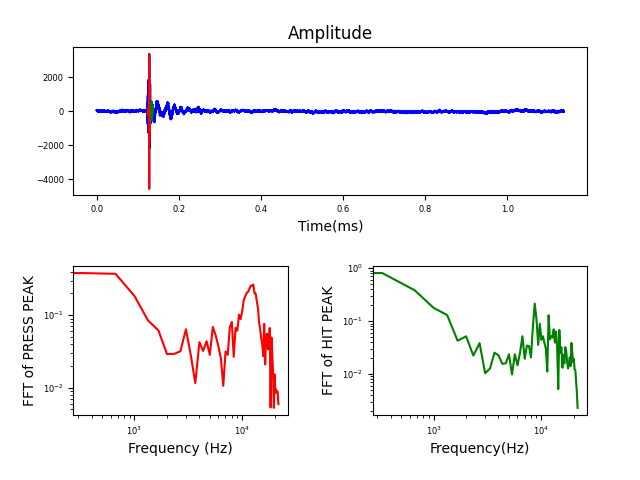 Amplitude
2000
0
−2000
−4000
0.0 0.2 0.4 0.6 0.8 1.0
Time(ms)
FFT of PRESS PEAK
10⁻¹
10⁻²
10³ 10⁴
Frequency (Hz)
FFT of HIT PEAK
10⁰
10⁻¹
10⁻²
10³ 10⁴
Frequency(Hz)